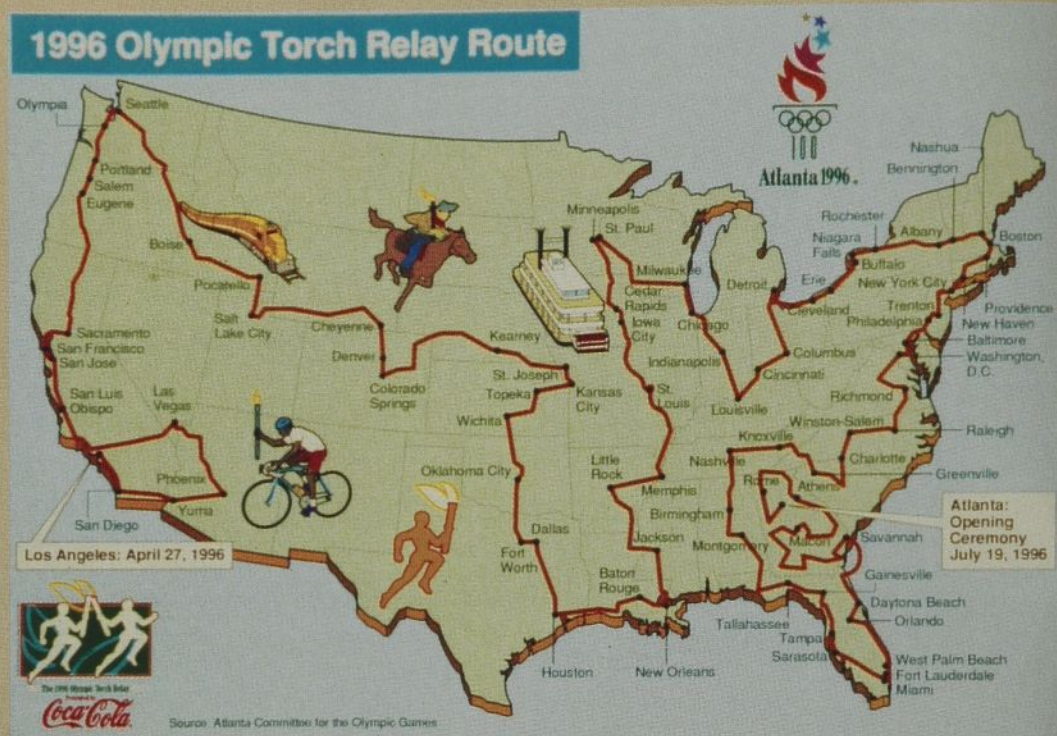 1996 Olympic Torch Relay Route
Atlanta 1996.
Olympia
Seattle
Portland
Salem
Eugene
Boise
Pocatello
Salt
Lake City
Cheyenne
Denver
Colorado
Springs
Kearney
St. Joseph
Topeka
Kansas
City
Wichita
Oklahoma City
Dallas
Fort
Worth
Houston
Sacramento
San Francisco
San Jose
San Luis
Obispo
Las
Vegas
Phoenix
Yuma
San Diego
Los Angeles: April 27, 1996
Minneapolis
St. Paul
Milwaukee
Cedar
Rapids
Iowa
City
Chicago
Detroit
Indianapolis
St.
Louis
Louisville
Cincinnati
Columbus
Cleveland
Erie
Niagara
Falls
Buffalo
Rochester
Albany
Bennington
Nashua
Boston
New York City
Trenton
Philadelphia
Providence
New Haven
Baltimore
Washington,
D.C.
Richmond
Winston-Salem
Raleigh
Knoxville
Charlotte
Greenville
Nashville
Little
Rock
Memphis
Rome
Athens
Birmingham
Jackson
Montgomery
Macon
Savannah
Atlanta:
Opening
Ceremony
July 19, 1996
Baton
Rouge
New Orleans
Gainesville
Daytona Beach
Orlando
Tallahassee
Tampa
Sarasota
West Palm Beach
Fort Lauderdale
Miami
The 1996 Olympic Torch Relay
Presented by
Coca-Cola
Source: Atlanta Committee for the Olympic Games